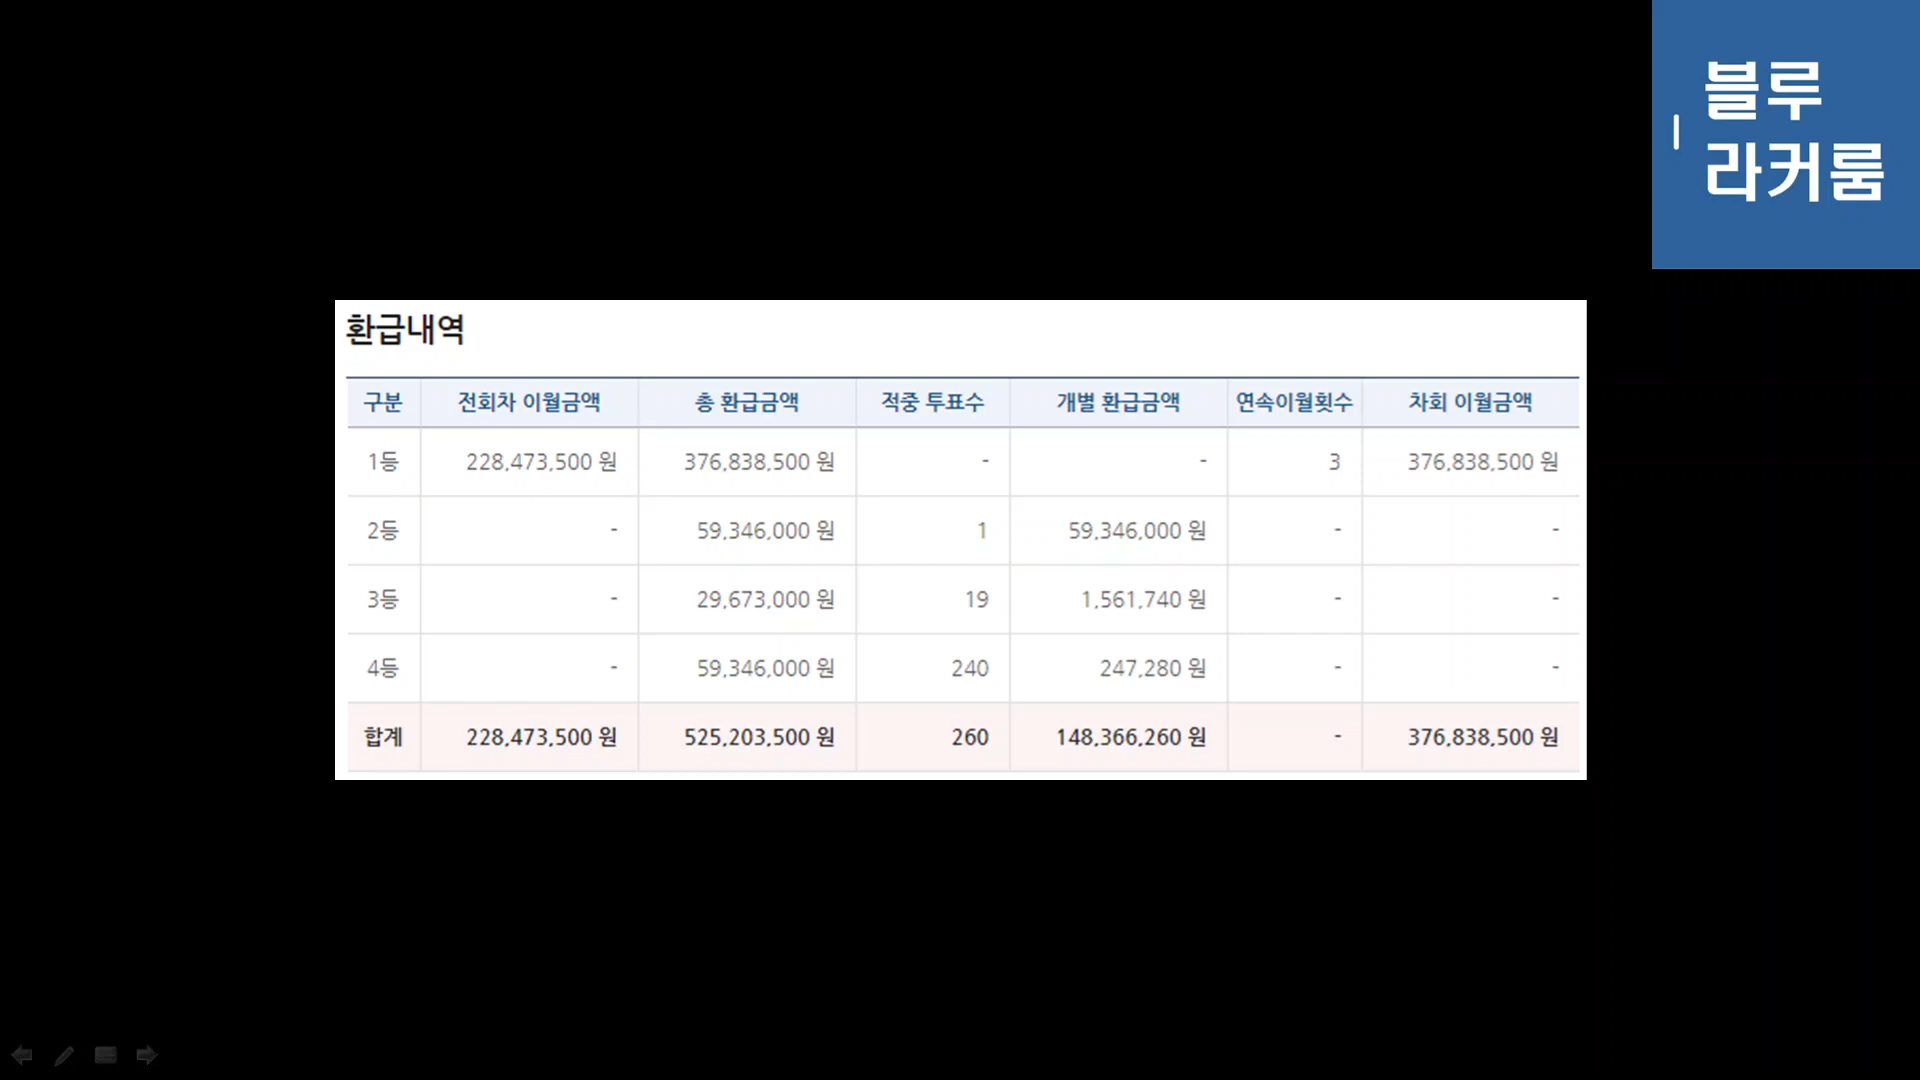 블루
라커룸
환급내역
구분 전회차 이월금액 총 환급금액 적중 투표수 개별 환급금액 연속이월횟수 차회 이월금액
1등 228,473,500 원 376,838,500 원 - - 3 376,838,500 원
2등 - 59,346,000 원 1 59,346,000 원 - -
3등 - 29,673,000 원 19 1,561,740 원 - -
4등 - 59,346,000 원 240 247,280 원 - -
합계 228,473,500 원 525,203,500 원 260 148,366,260 원 - 376,838,500 원